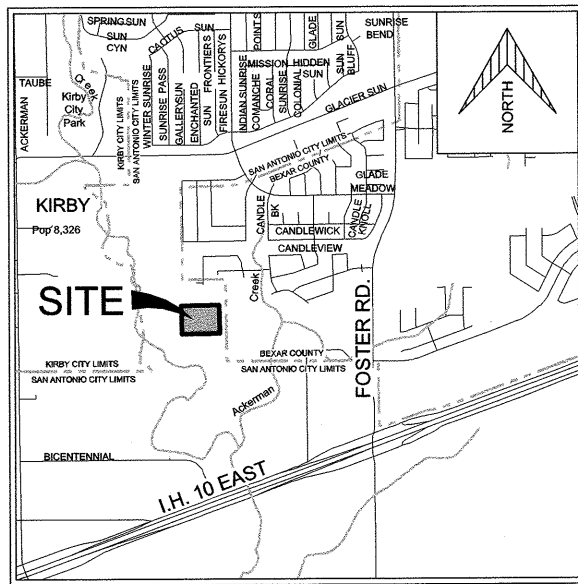 SPRING SUN
SUN
CYN
CACTUS SUN
TAUBE
ACKERMAN
Creek
Kirby
City
Park
KIRBY CITY LIMITS
SAN ANTONIO CITY LIMITS
WINTER SUNRISE
SUNRISE PASS
GALLERY SUN
ENCHANTED
SUN FRONTIERS
FIRESUN HICKORYS
INDIAN SUNRISE
COMANCHE
POINTS
MISSION
CORAL
SUNRISE
COLONIAL
HIDDEN
SUN
GLADE
SUN
BLUFF
SUN
SUNRISE
BEND
GLACIER SUN
NORTH
SAN ANTONIO CITY LIMITS
BEXAR COUNTY
GLADE
MEADOW
CANDLE
BK
CANDLEWICK
CANDLE
KNOLL
CANDLEVIEW
KIRBY
Pop 8,326
SITE
Creek
FOSTER RD.
KIRBY CITY LIMITS
SAN ANTONIO CITY LIMITS
BEXAR COUNTY
SAN ANTONIO CITY LIMITS
Ackerman
BICENTENNIAL
I.H. 10 EAST